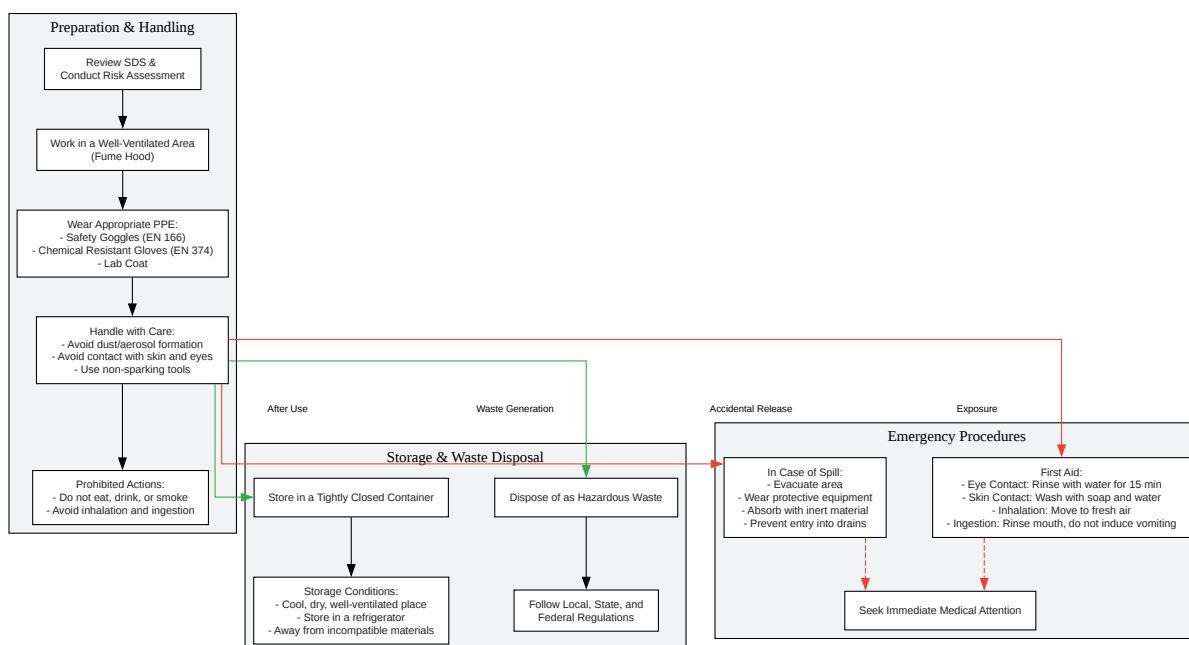 Preparation & Handling
Review SDS &
Conduct Risk Assessment
Work in a Well-Ventilated Area
(Fume Hood)
Wear Appropriate PPE:
- Safety Goggles (EN 166)
- Chemical Resistant Gloves (EN 374)
- Lab Coat
Handle with Care:
- Avoid dust/aerosol formation
- Avoid contact with skin and eyes
- Use non-sparking tools
Prohibited Actions:
- Do not eat, drink, or smoke
- Avoid inhalation and ingestion
After Use
Waste Generation
Accidental Release
Exposure
Storage & Waste Disposal
Store in a Tightly Closed Container
Storage Conditions:
- Cool, dry, well-ventilated place
- Store in a refrigerator
- Away from incompatible materials
Dispose of as Hazardous Waste
Follow Local, State, and
Federal Regulations
Emergency Procedures
In Case of Spill:
- Evacuate area
- Wear protective equipment
- Absorb with inert material
- Prevent entry into drains
First Aid:
- Eye Contact: Rinse with water for 15 min
- Skin Contact: Wash with soap and water
- Inhalation: Move to fresh air
- Ingestion: Rinse mouth, do not induce vomiting
Seek Immediate Medical Attention